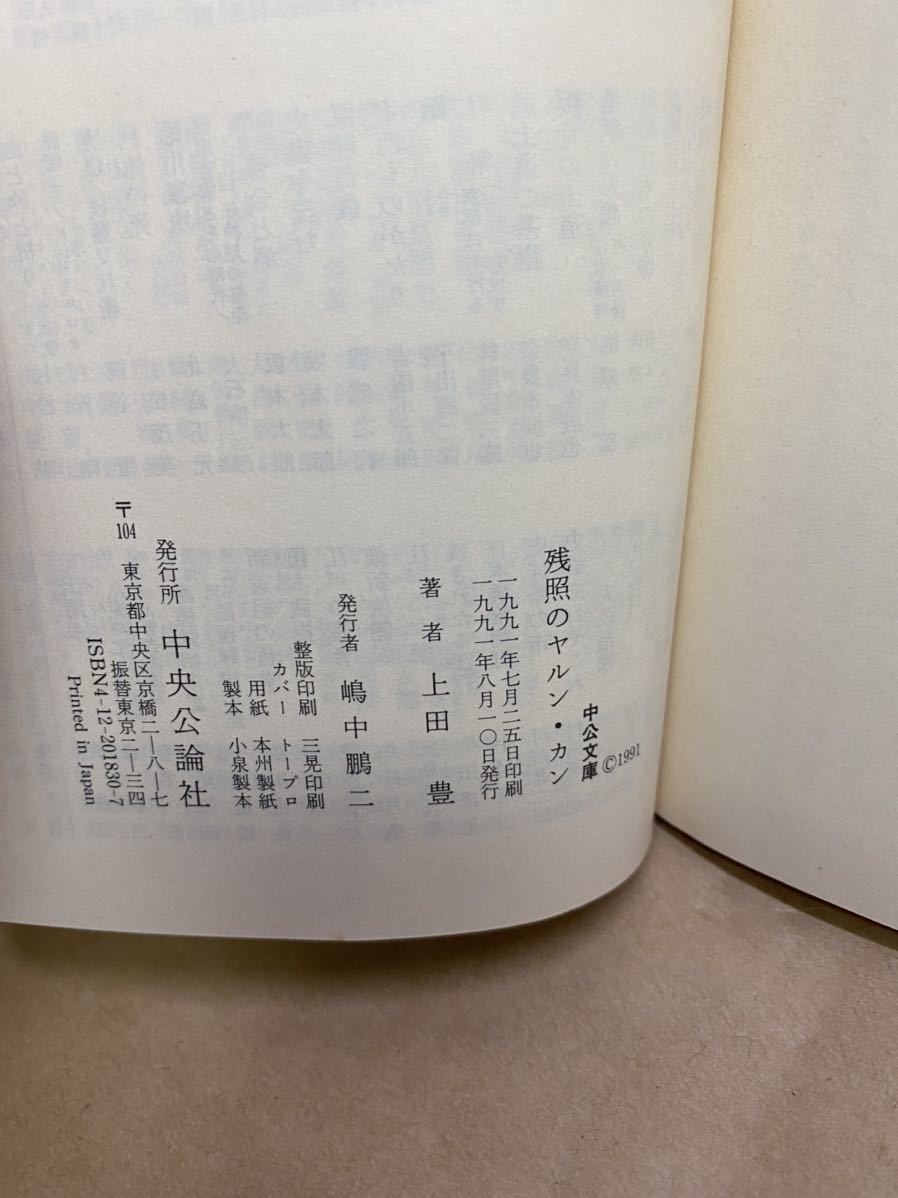 中公文庫
©1991
残照のヤルン・カン
一九九一年七月二五日印刷
一九九一年八月一〇日発行
著者 上田 豊
発行者 嶋中鵬二
整版印刷 三晃印刷
カバー トープロ
用紙 本州製紙
製本 小泉製本
発行所 中央公論社
〒104 東京都中央区京橋二—八—七
振替東京二—三四
ISBN4-12-201830-7
Printed in Japan